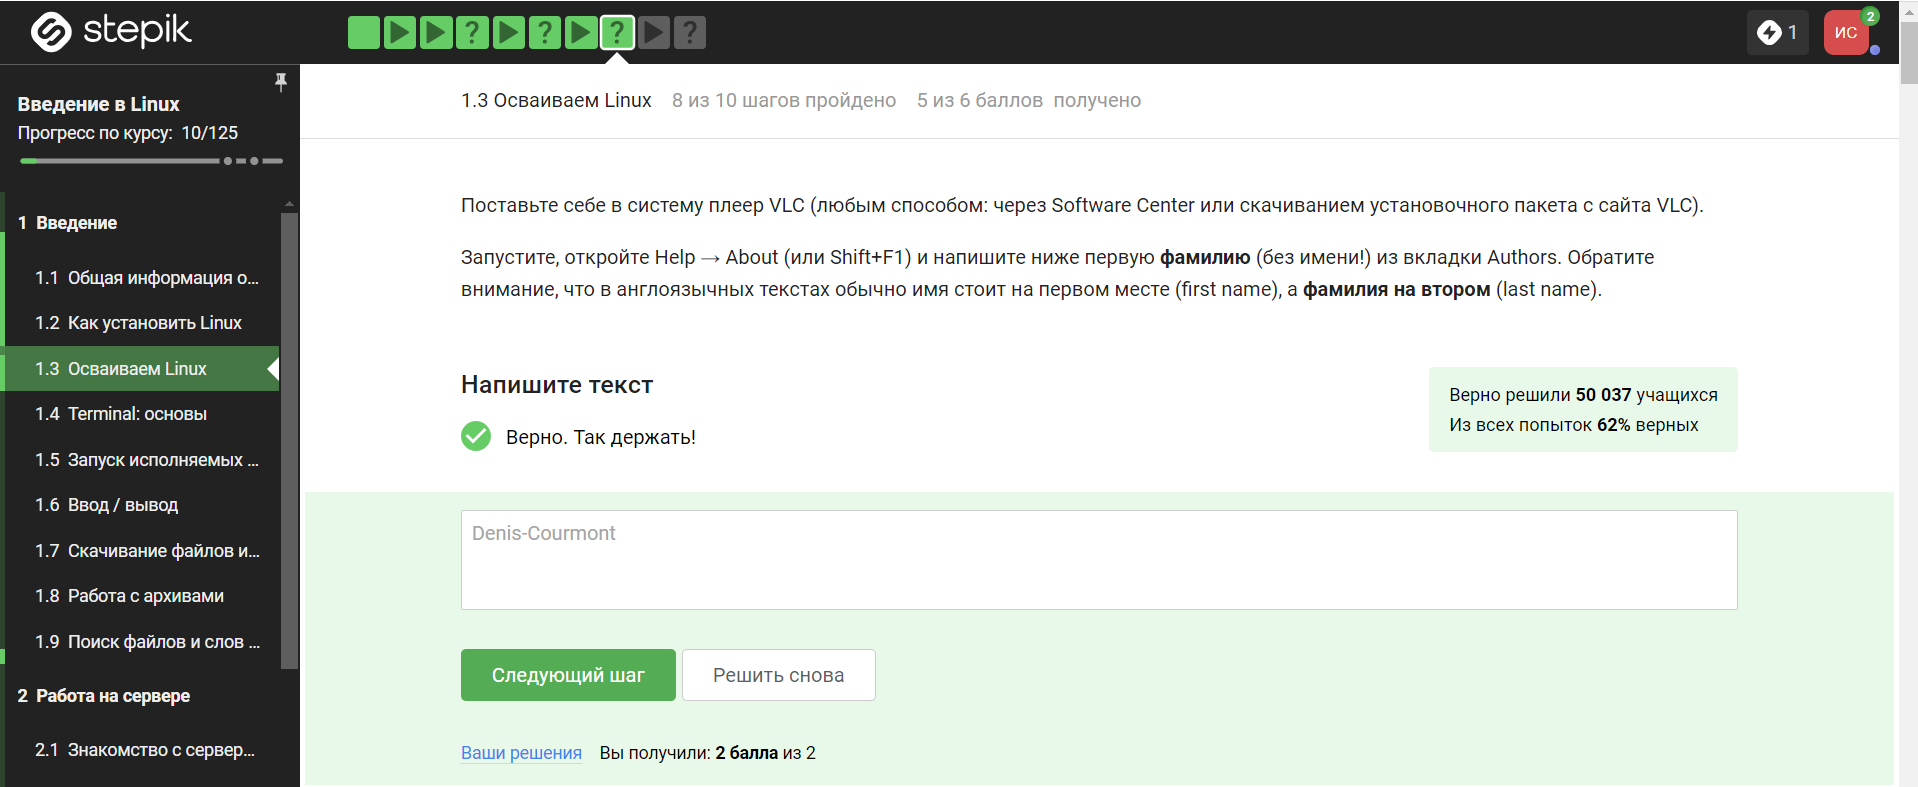 stepik
?
?
?
?
1
ИС
2
Введение в Linux
Прогресс по курсу: 10/125
1 Введение
1.1 Общая информация о...
1.2 Как установить Linux
1.3 Осваиваем Linux
1.4 Terminal: основы
1.5 Запуск исполняемых ...
1.6 Ввод / вывод
1.7 Скачивание файлов и...
1.8 Работа с архивами
1.9 Поиск файлов и слов ...
2 Работа на сервере
2.1 Знакомство с сервер...
1.3 Осваиваем Linux 8 из 10 шагов пройдено 5 из 6 баллов получено
Поставьте себе в систему плеер VLC (любым способом: через Software Center или скачиванием установочного пакета с сайта VLC).
Запустите, откройте Help → About (или Shift+F1) и напишите ниже первую фамилию (без имени!) из вкладки Authors. Обратите
внимание, что в англоязычных текстах обычно имя стоит на первом месте (first name), а фамилия на втором (last name).
Напишите текст
Верно. Так держать!
Верно решили 50 037 учащихся
Из всех попыток 62% верных
Denis-Courmont
Следующий шаг
Решить снова
Ваши решения Вы получили: 2 балла из 2